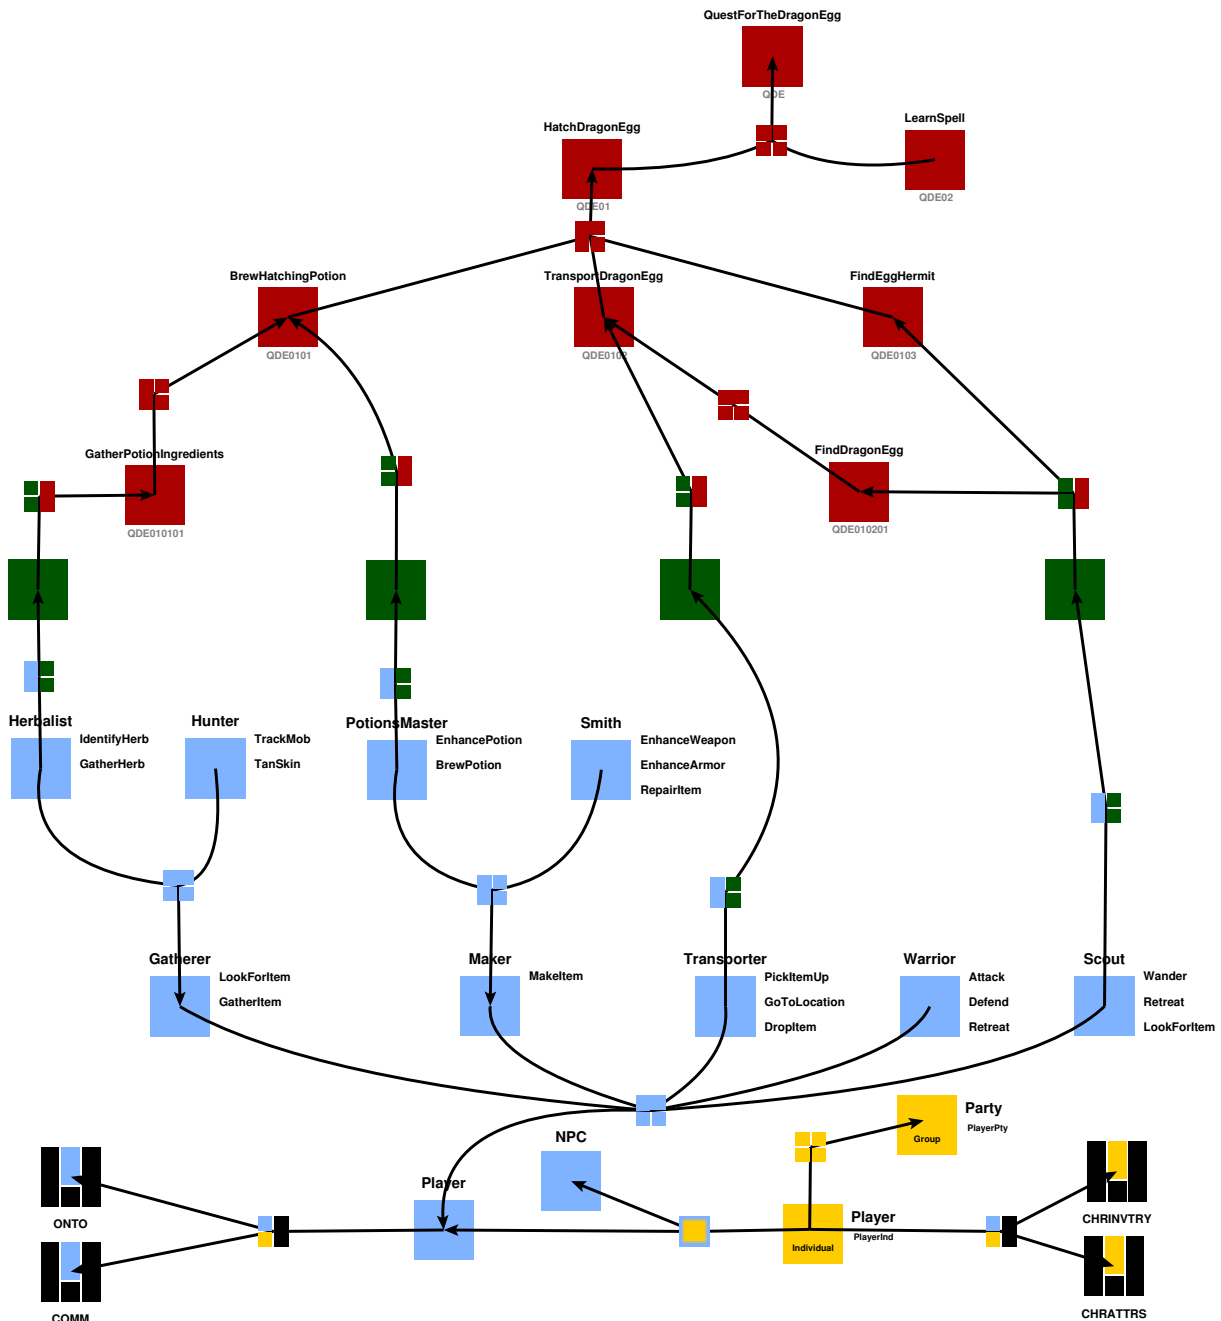 QuestForTheDragonEgg
QDE
HatchDragonEgg
LearnSpell
QDE01
QDE02
BrewHatchingPotion
TransportDragonEgg
FindEggHermit
QDE0101
QDE0102
QDE0103
GatherPotionIngredients
FindDragonEgg
QDE010101
QDE010201
Herbalist
IdentifyHerb
GatherHerb
Hunter
TrackMob
TanSkin
PotionsMaster
EnhancePotion
BrewPotion
Smith
EnhanceWeapon
EnhanceArmor
RepairItem
Gatherer
LookForItem
GatherItem
Maker
MakeItem
Transporter
PickItemUp
GoToLocation
DropItem
Warrior
Attack
Defend
Retreat
Scout
Wander
Retreat
LookForItem
NPC
Party
PlayerPty
Group
Player
Player
PlayerInd
Individual
ONTO
COMM
CHRINVTRY
CHRATTRS